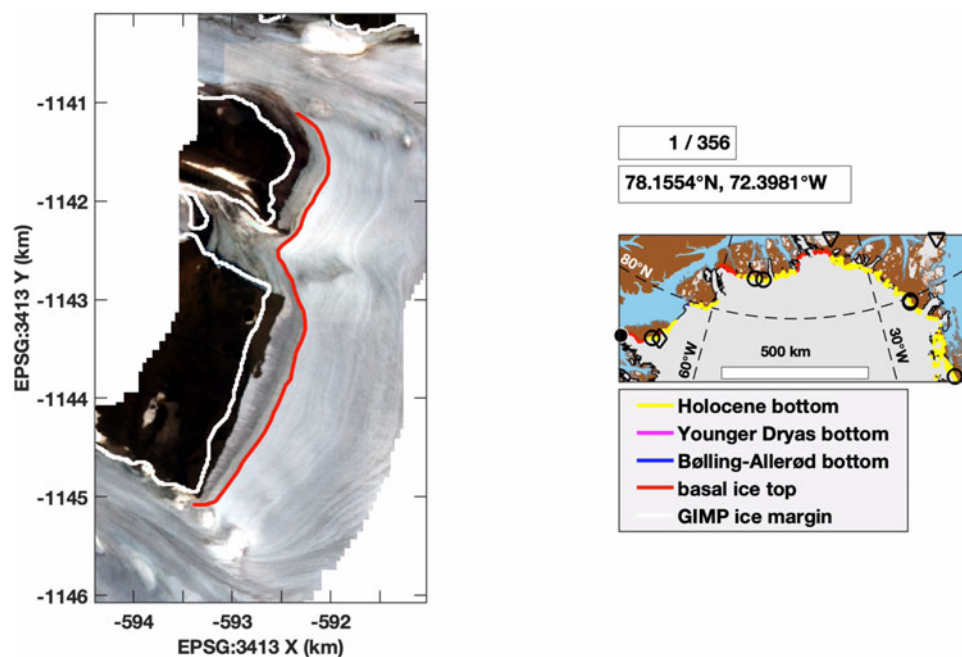 -1141
-1142
-1143
-1144
-1145
-1146
EPSG:3413 Y (km)
-594
-593
-592
EPSG:3413 X (km)
1 / 356
78.1554°N, 72.3981°W
80°N
60°W
30°W
500 km
Holocene bottom
Younger Dryas bottom
Bølling-Allerød bottom
basal ice top
GIMP ice margin